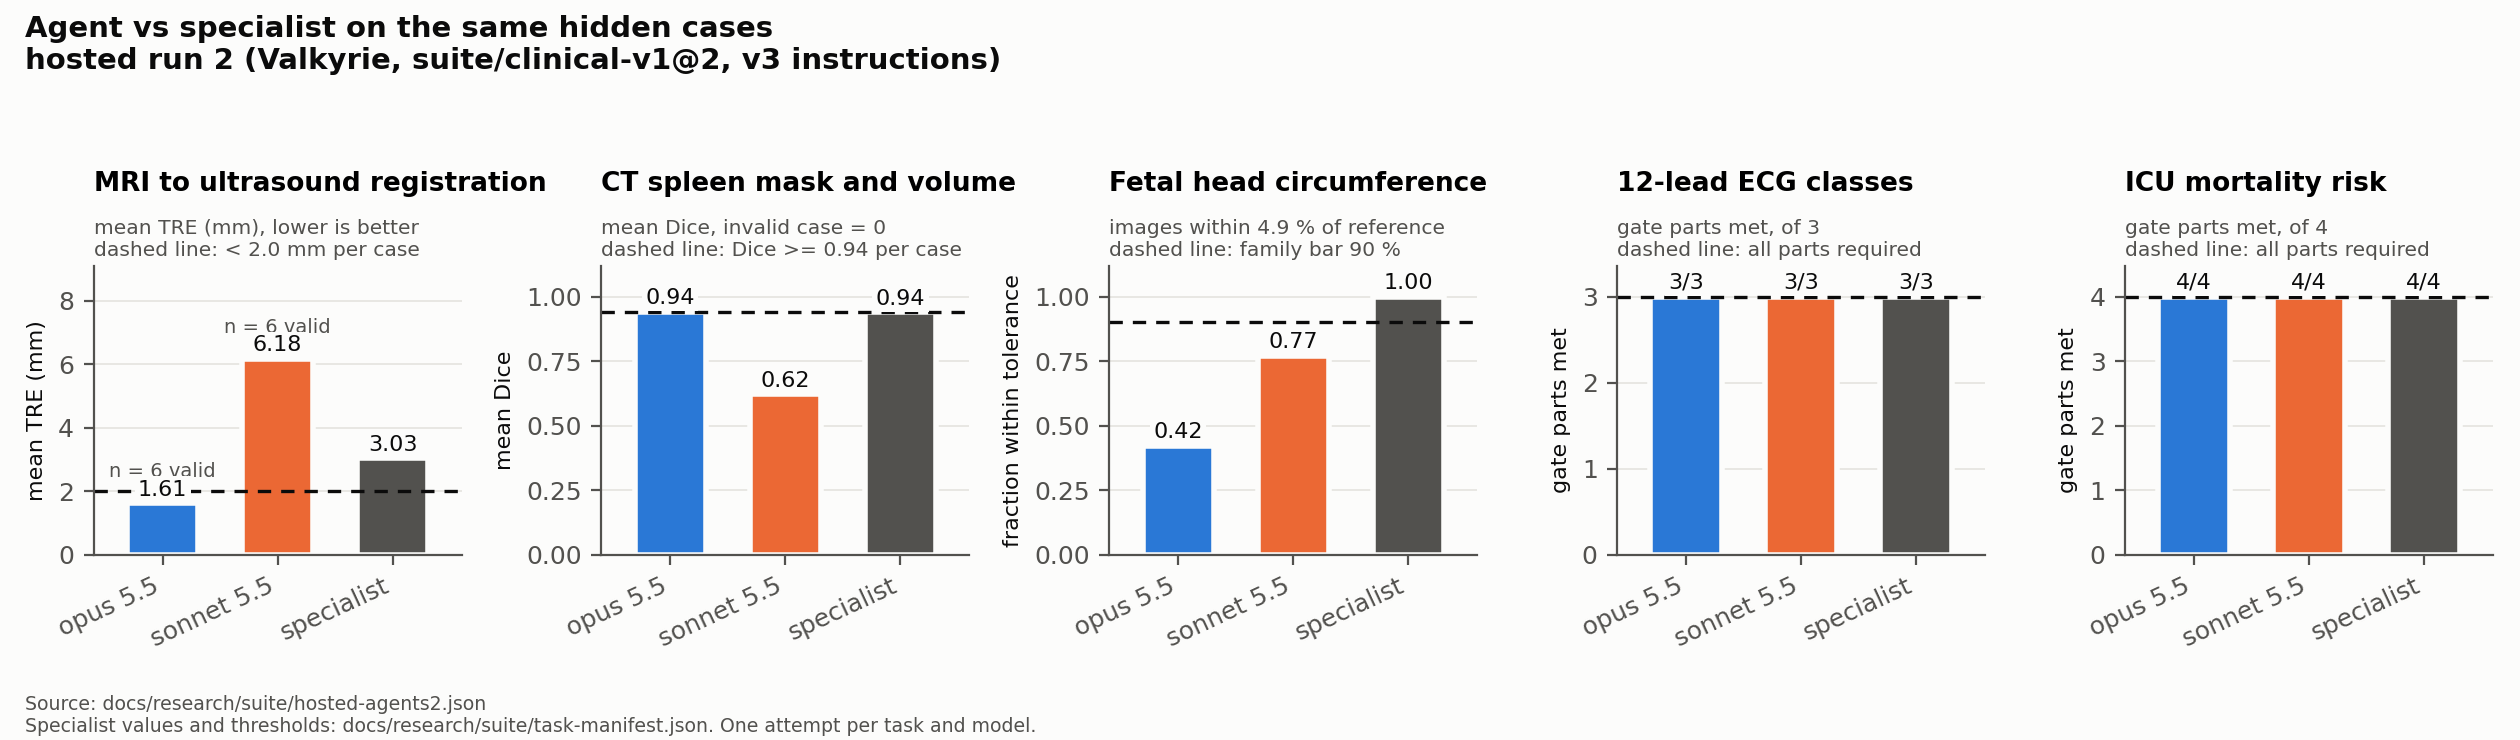 Agent vs specialist on the same hidden cases
hosted run 2 (Valkyrie, suite/clinical-v1@2, v3 instructions)
MRI to ultrasound registration
mean TRE (mm), lower is better
dashed line: < 2.0 mm per case
mean TRE (mm)
8
6
4
2
0
n = 6 valid
1.61
n = 6 valid
6.18
3.03
opus 5.5
sonnet 5.5
specialist
CT spleen mask and volume
mean Dice, invalid case = 0
dashed line: Dice >= 0.94 per case
mean Dice
1.00
0.75
0.50
0.25
0.00
0.94
0.62
0.94
opus 5.5
sonnet 5.5
specialist
Fetal head circumference
images within 4.9 % of reference
dashed line: family bar 90 %
fraction within tolerance
1.00
0.75
0.50
0.25
0.00
0.42
0.77
1.00
opus 5.5
sonnet 5.5
specialist
12-lead ECG classes
gate parts met, of 3
dashed line: all parts required
gate parts met
3
2
1
0
3/3
3/3
3/3
opus 5.5
sonnet 5.5
specialist
ICU mortality risk
gate parts met, of 4
dashed line: all parts required
gate parts met
4
3
2
1
0
4/4
4/4
4/4
opus 5.5
sonnet 5.5
specialist
Source: docs/research/suite/hosted-agents2.json
Specialist values and thresholds: docs/research/suite/task-manifest.json. One attempt per task and model.